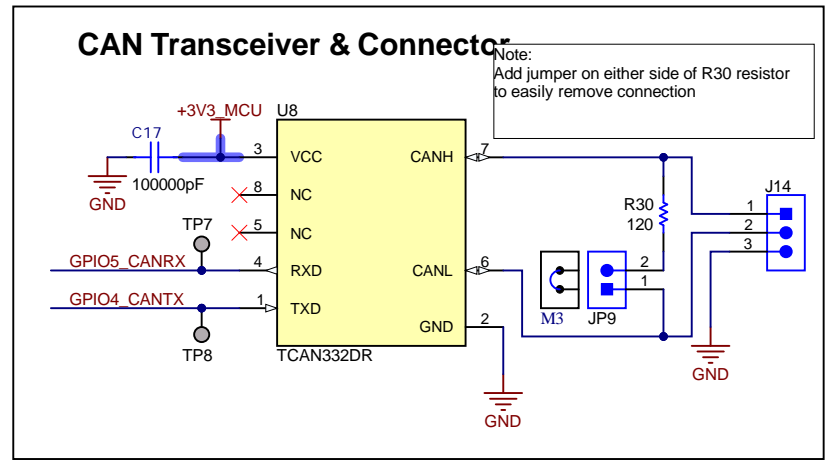 CAN Transceiver & Connector
Note:
Add jumper on either side of R30 resistor
to easily remove connection
+3V3_MCU
U8
C17
3
VCC
CANH
7
100000pF
GND
8
NC
J14
R30
120
1
TP7
5
NC
2
3
GPIO5_CANRX
4
RXD
CANL
6
2
GPIO4_CANTX
1
TXD
1
M3
JP9
GND
2
TP8
TCAN332DR
GND
GND